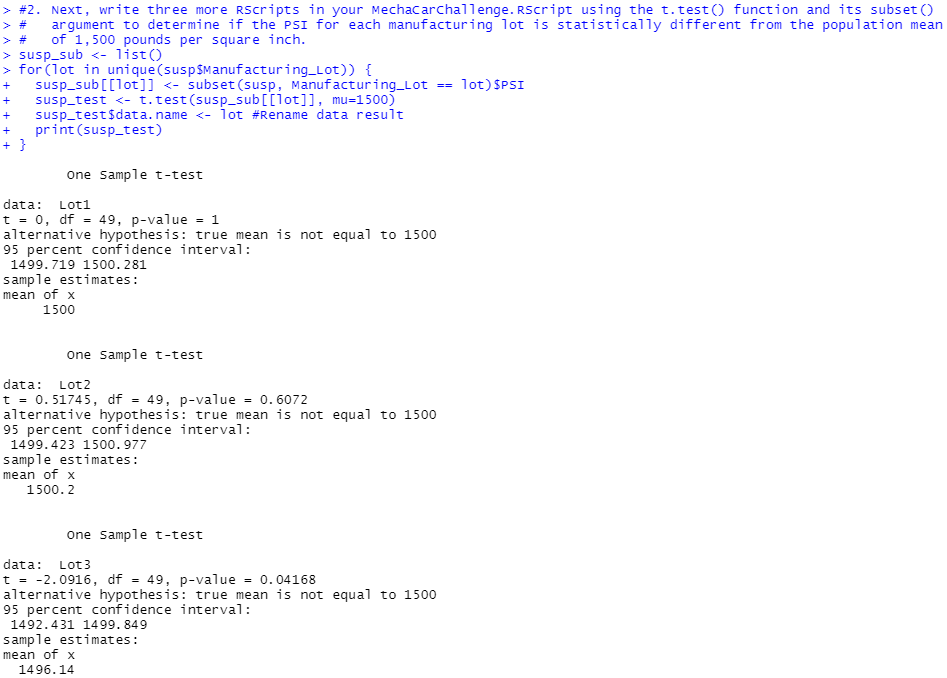 > #2. Next, write three more RScripts in your MechaCarChallenge.RScript using the t.test() function and its subset()
> #   argument to determine if the PSI for each manufacturing lot is statistically different from the population mean
> #   of 1,500 pounds per square inch.
> susp_sub <- list()
> for(lot in unique(susp$Manufacturing_Lot)) {
+   susp_sub[[lot]] <- subset(susp, Manufacturing_Lot == lot)$PSI
+   susp_test <- t.test(susp_sub[[lot]], mu=1500)
+   susp_test$data.name <- lot #Rename data result
+   print(susp_test)
+ }
One Sample t-test
data:  Lot1
t = 0, df = 49, p-value = 1
alternative hypothesis: true mean is not equal to 1500
95 percent confidence interval:
1499.719 1500.281
sample estimates:
mean of x
1500
One Sample t-test
data:  Lot2
t = 0.51745, df = 49, p-value = 0.6072
alternative hypothesis: true mean is not equal to 1500
95 percent confidence interval:
1499.423 1500.977
sample estimates:
mean of x
1500.2
One Sample t-test
data:  Lot3
t = -2.0916, df = 49, p-value = 0.04168
alternative hypothesis: true mean is not equal to 1500
95 percent confidence interval:
1492.431 1499.849
sample estimates:
mean of x
1496.14